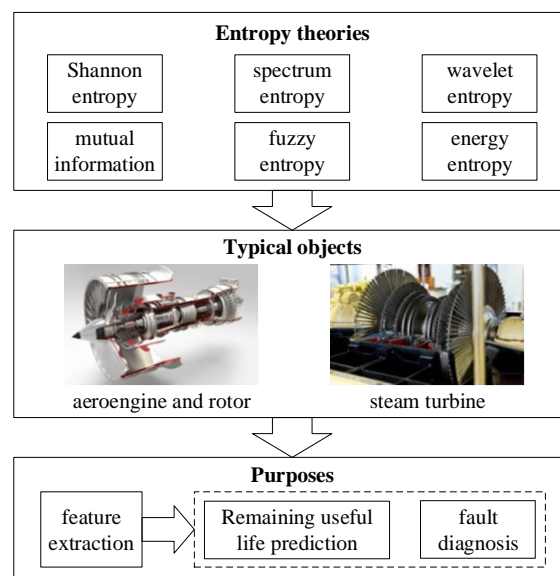 Entropy theories
Shannon entropy
spectrum entropy
wavelet entropy
mutual information
fuzzy entropy
energy entropy
Typical objects
aeroengine and rotor
steam turbine
Purposes
feature extraction
Remaining useful life prediction
fault diagnosis